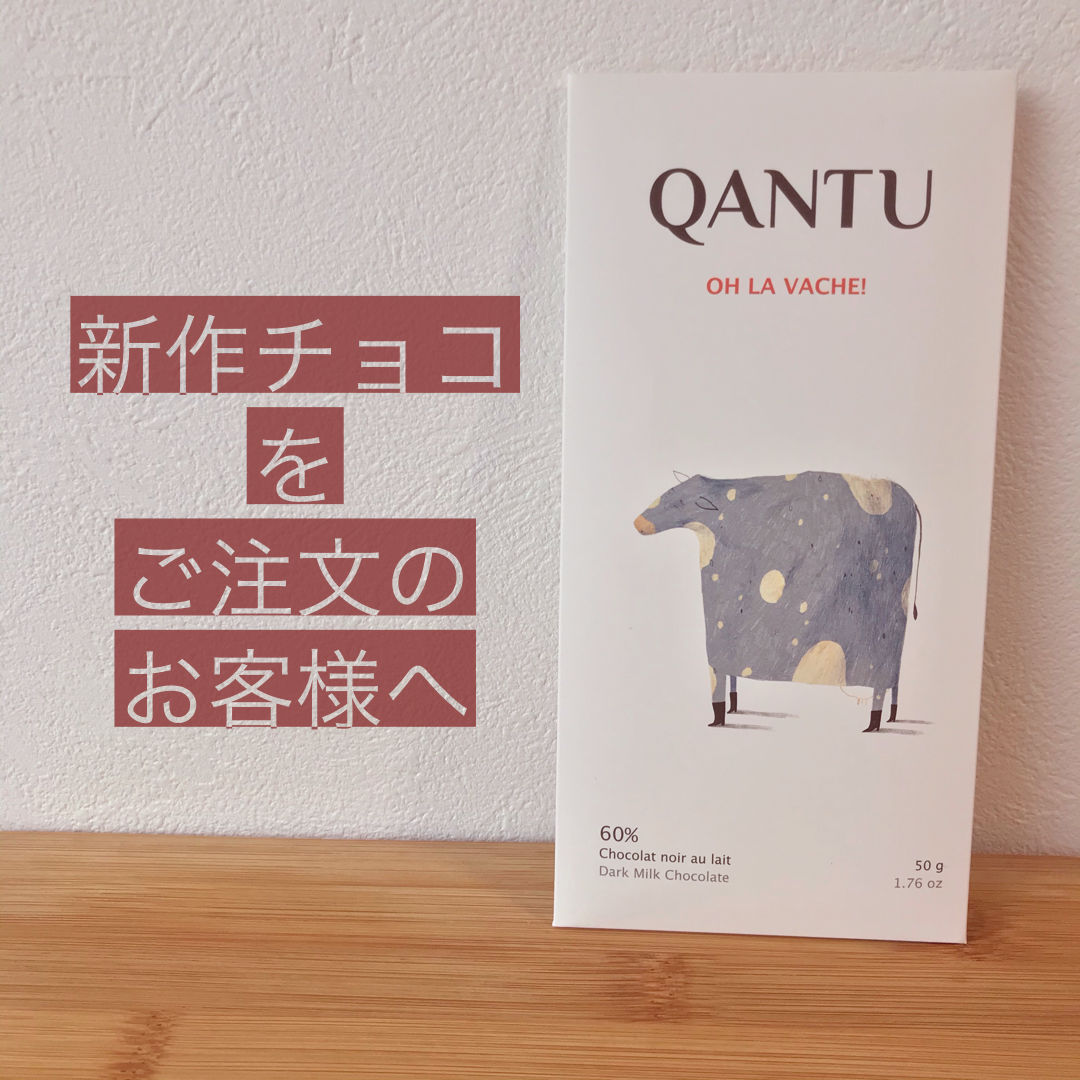 新作チョコ
を
ご注文の
お客様へ
QANTU
OH LA VACHE!
60%
Chocolat noir au lait
Dark Milk Chocolate
50 g
1.76 oz